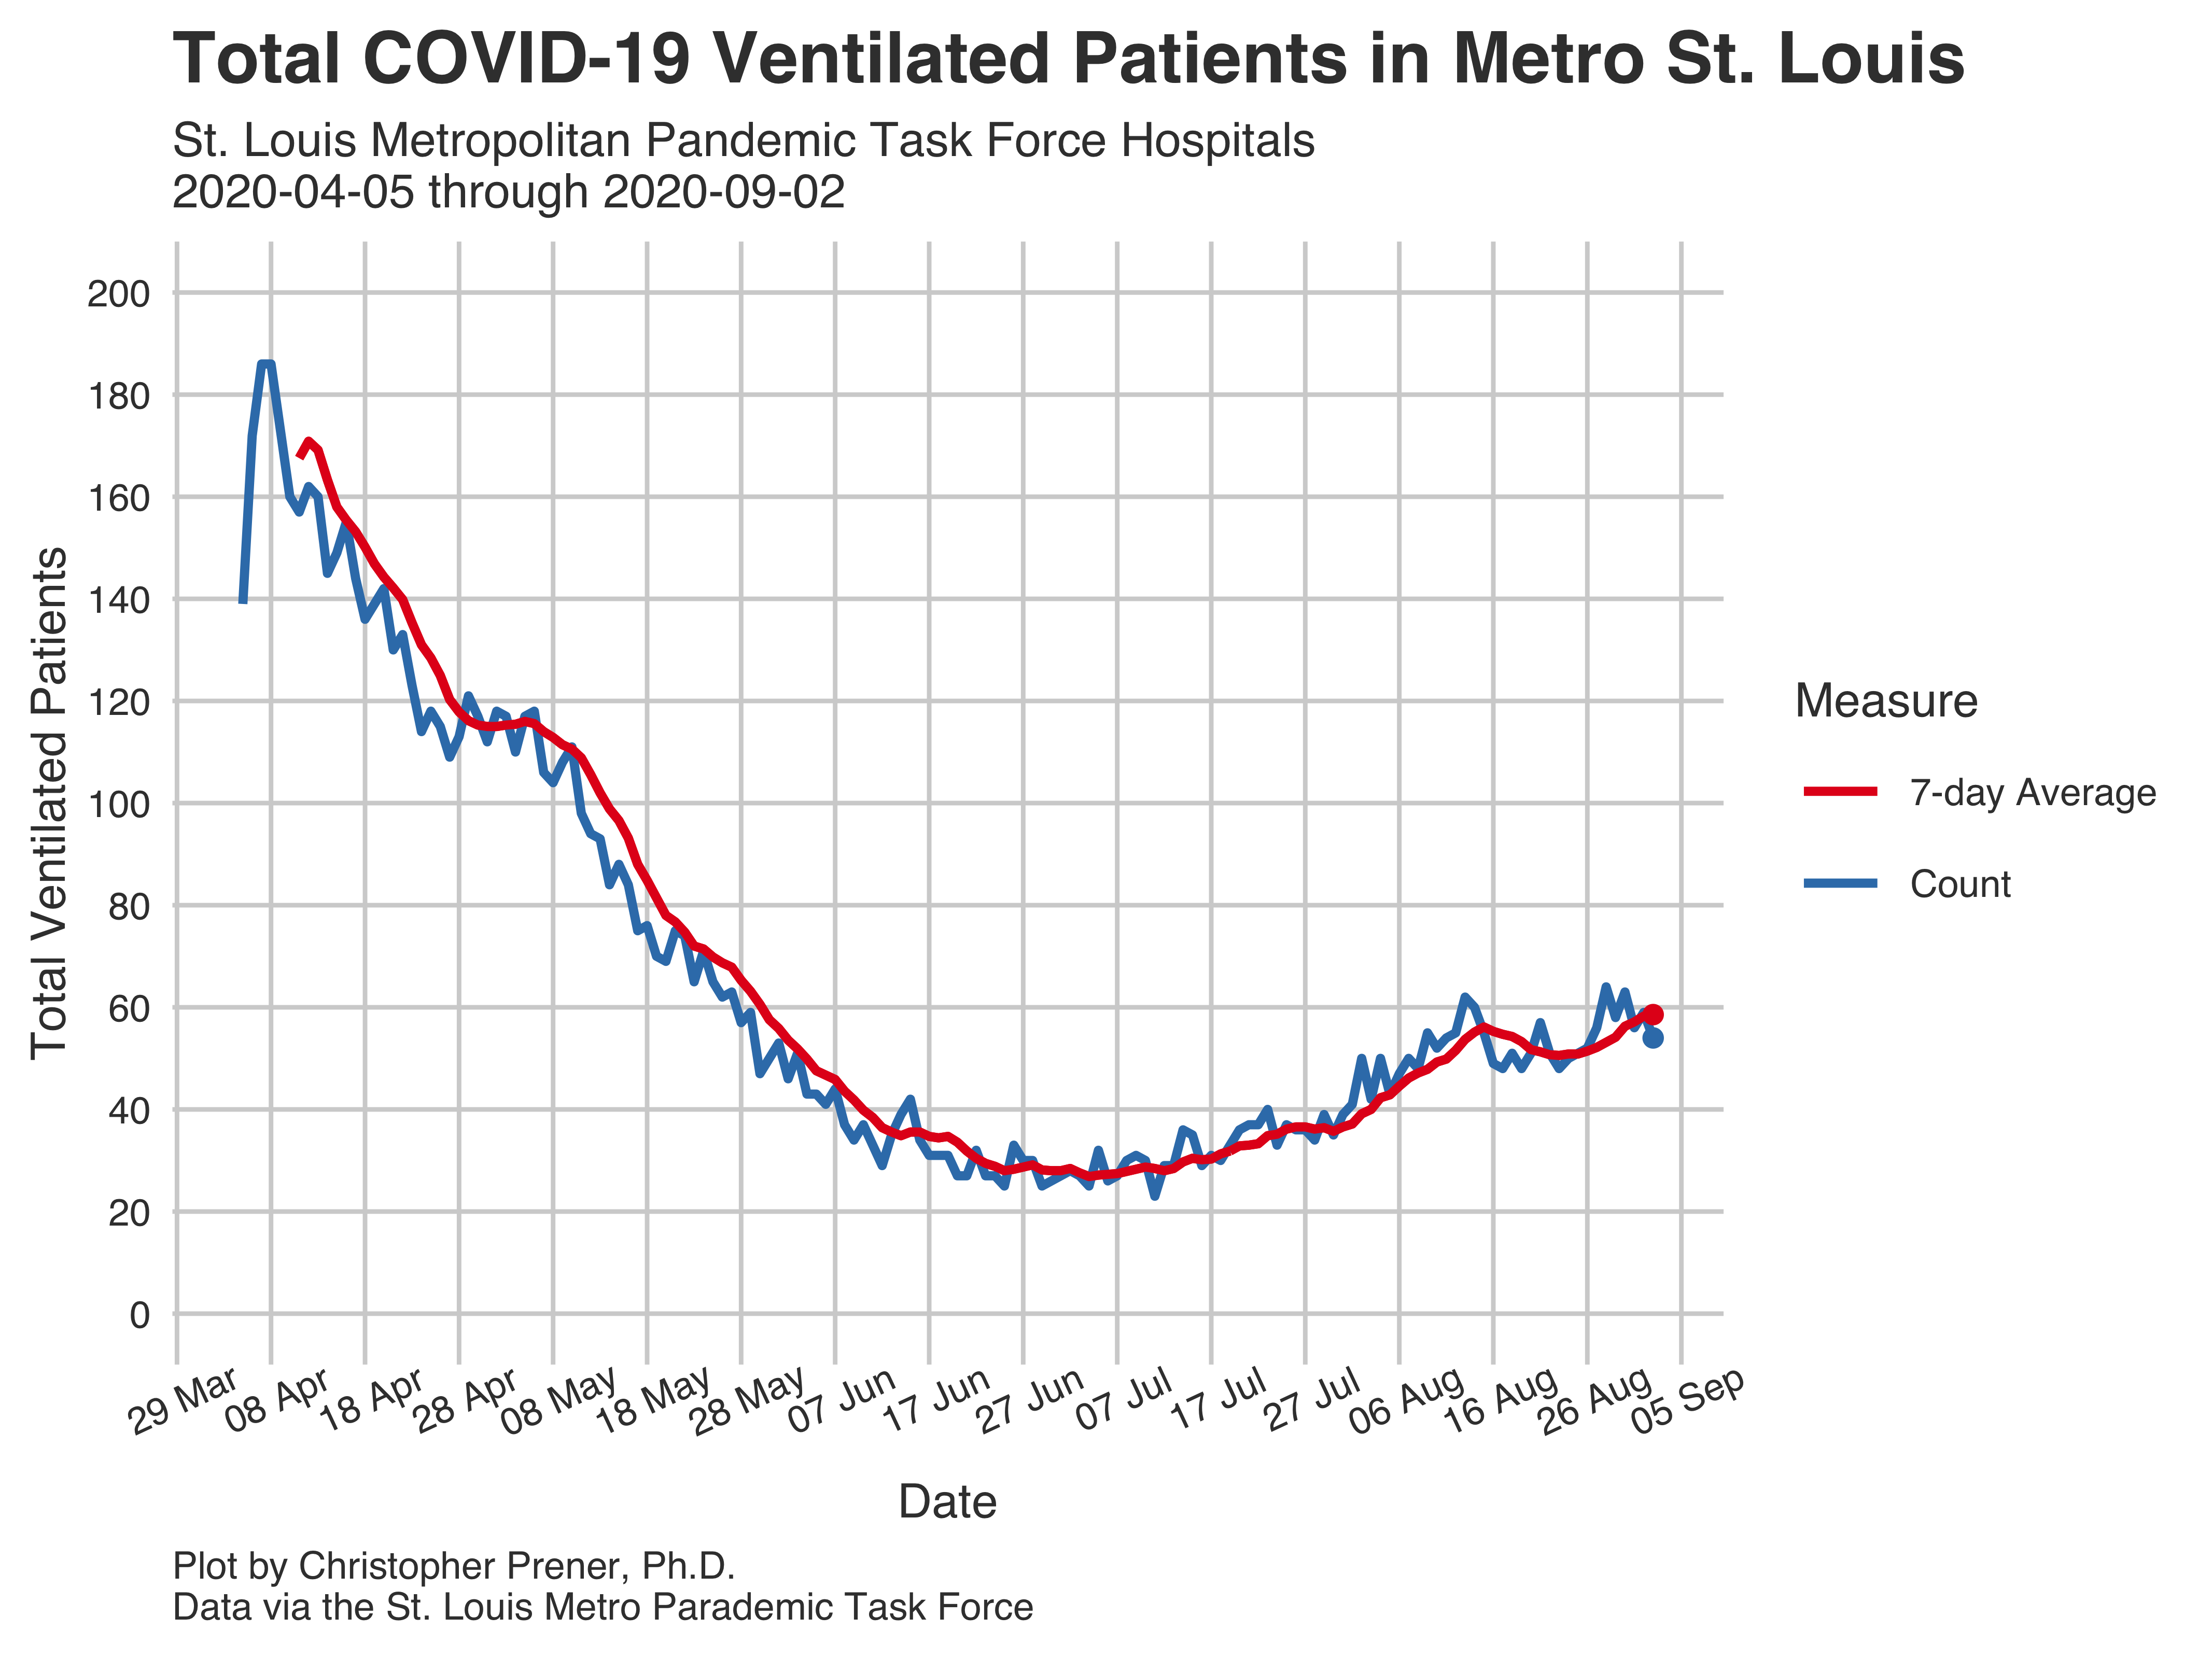 Total COVID-19 Ventilated Patients in Metro St. Louis
St. Louis Metropolitan Pandemic Task Force Hospitals
2020-04-05 through 2020-09-02
Total Ventilated Patients
200
180
160
140
120
100
80
60
40
20
0
29 Mar
08 Apr
18 Apr
28 Apr
08 May
18 May
28 May
07 Jun
17 Jun
27 Jun
07 Jul
17 Jul
27 Jul
06 Aug
16 Aug
26 Aug
05 Sep
Date
Measure
7-day Average
Count
Plot by Christopher Prener, Ph.D.
Data via the St. Louis Metro Parademic Task Force